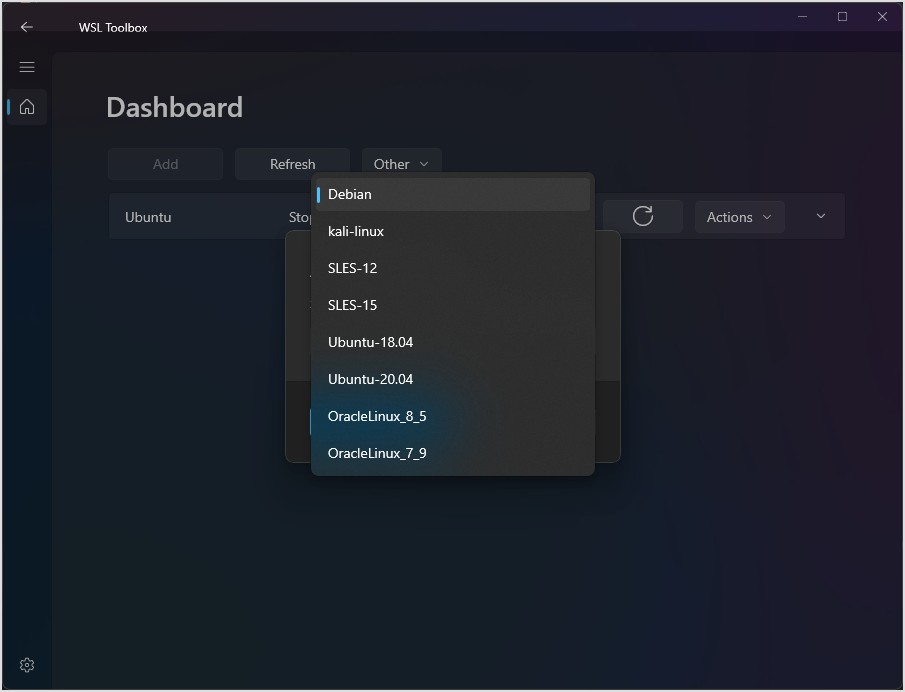 WSL Toolbox
Dashboard
Add
Refresh
Other
Ubuntu
Actions
Debian
kali-linux
SLES-12
SLES-15
Ubuntu-18.04
Ubuntu-20.04
OracleLinux_8_5
OracleLinux_7_9